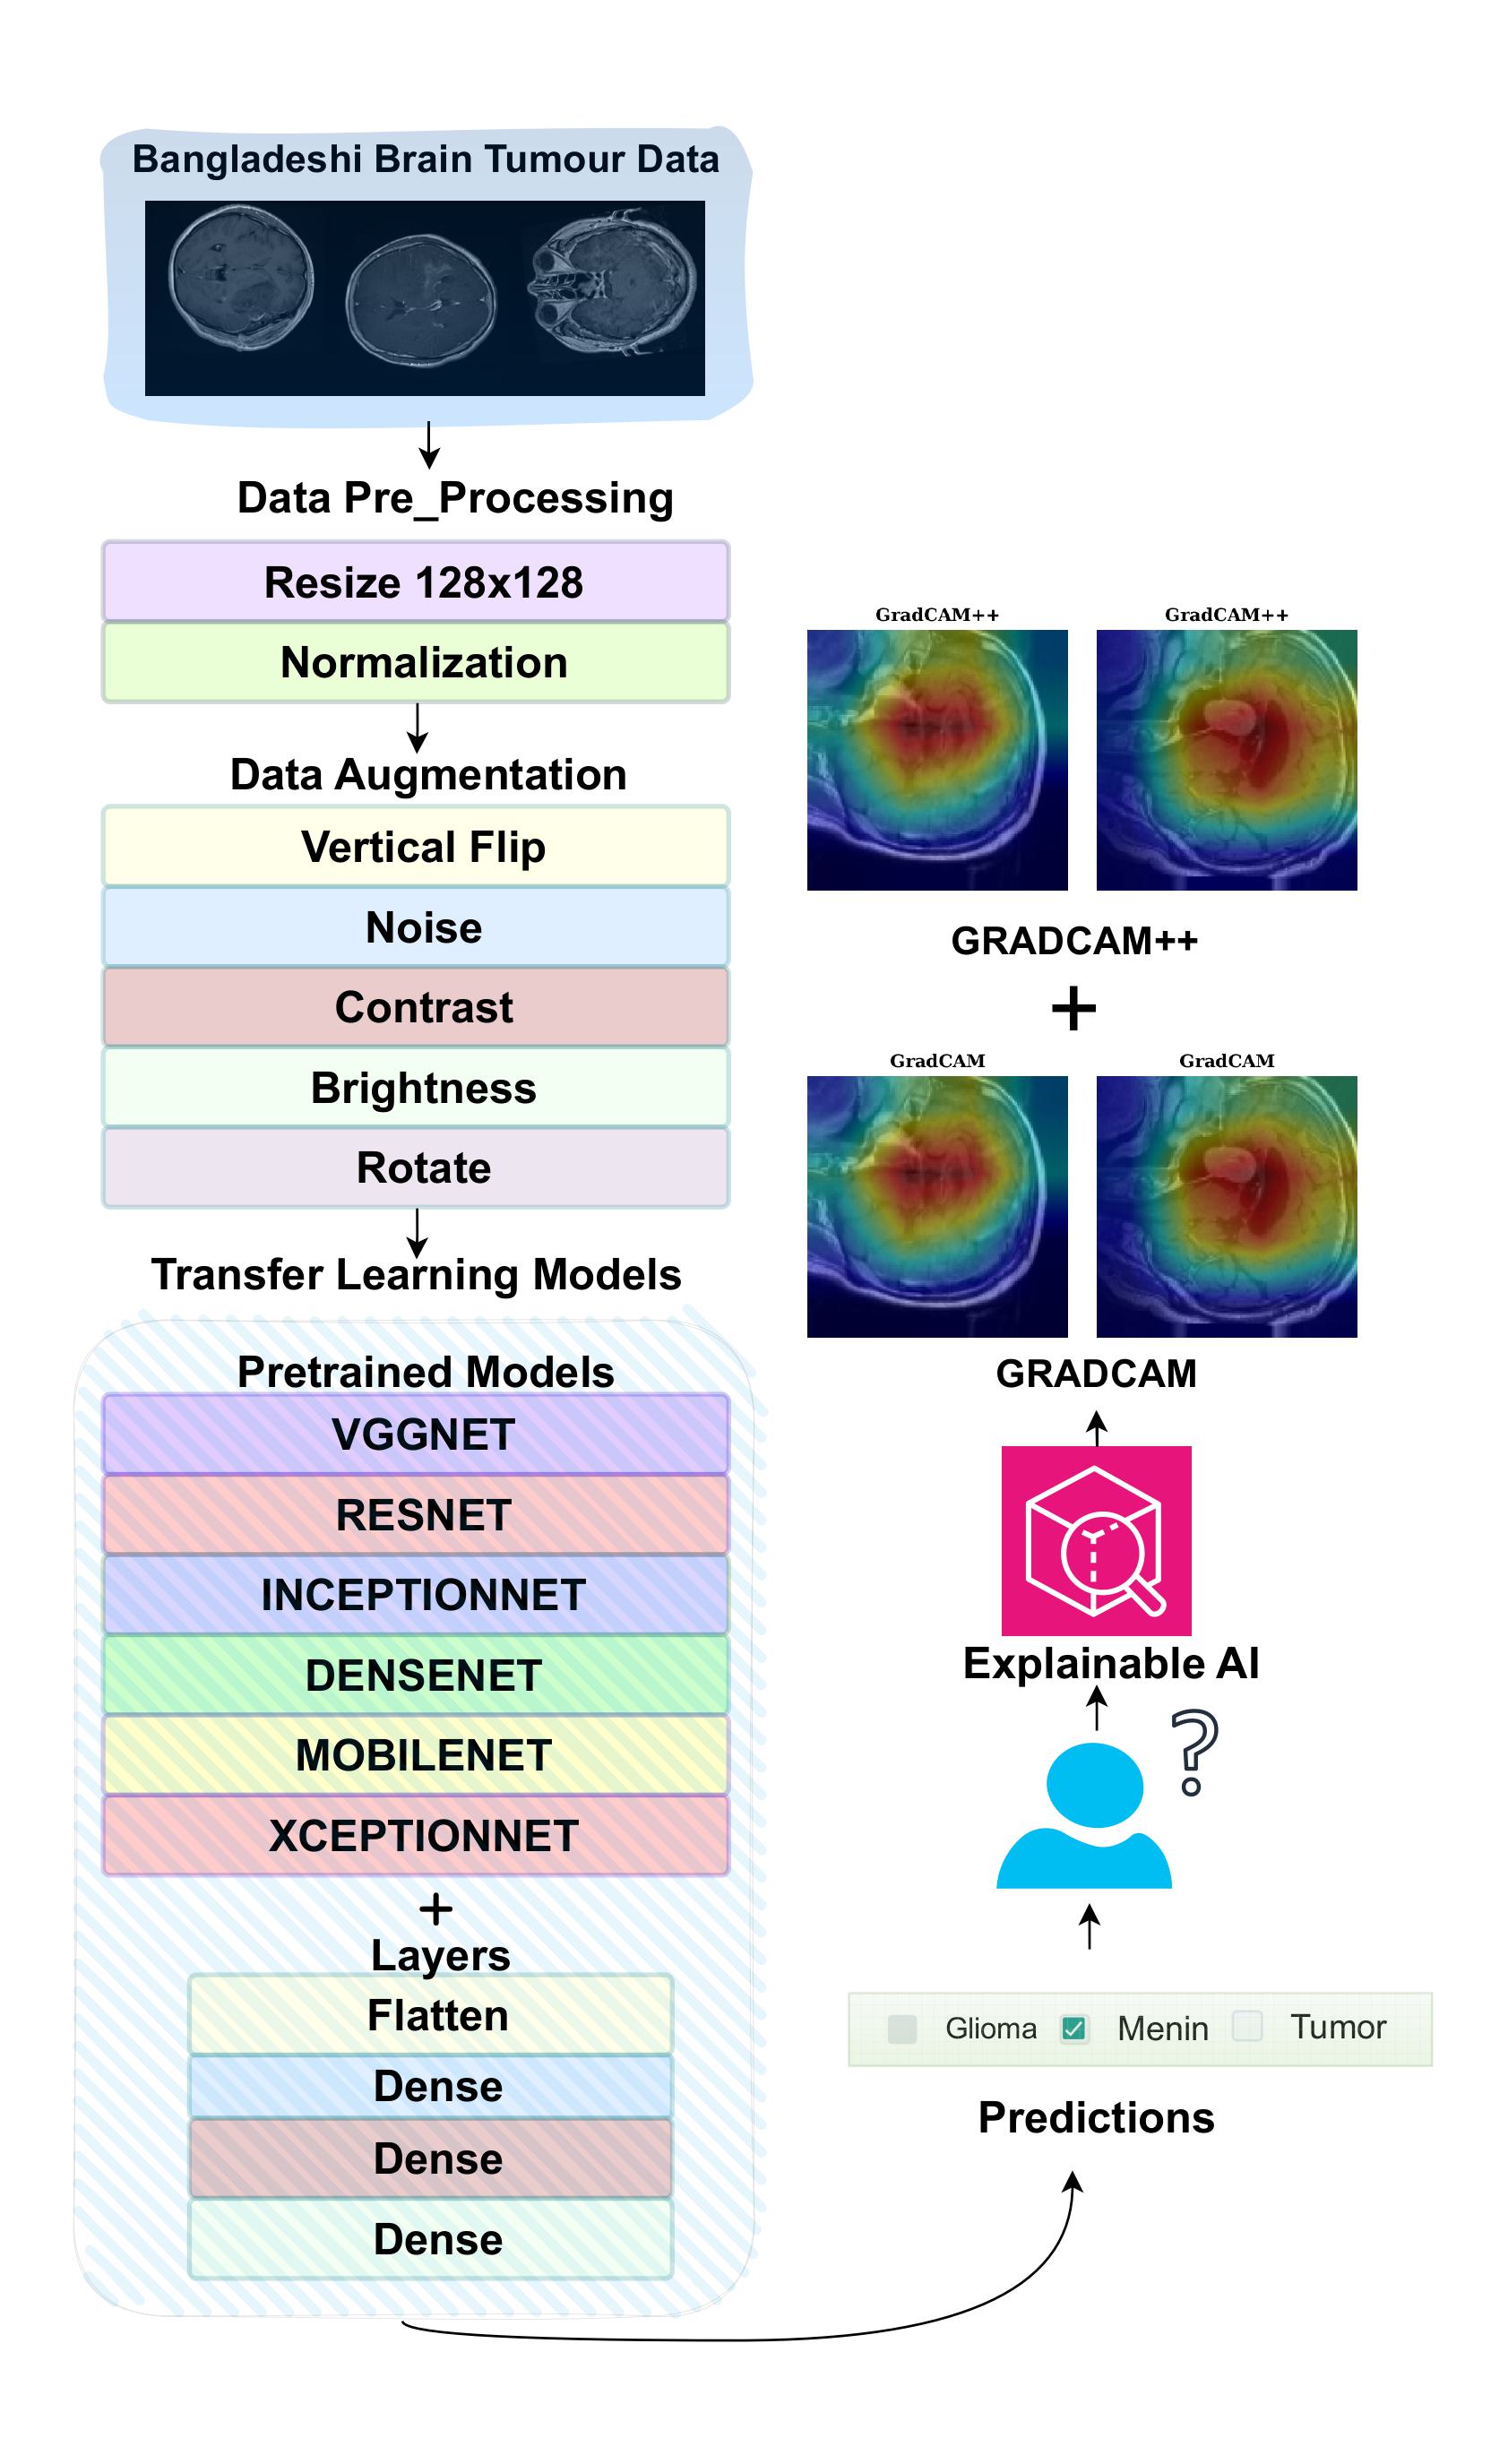 Bangladeshi Brain Tumour Data
Data Pre_Processing
Resize 128x128
Normalization
Data Augmentation
Vertical Flip
Noise
Contrast
Brightness
Rotate
Transfer Learning Models
Pretrained Models
VGGNET
RESNET
INCEPTIONNET
DENSENET
MOBILENET
XCEPTIONNET
+
Layers
Flatten
Dense
Dense
Dense
GradCAM++ GradCAM++
GRADCAM++
+
GradCAM GradCAM
GRADCAM
Explainable AI
?
Glioma Menin Tumor
Predictions